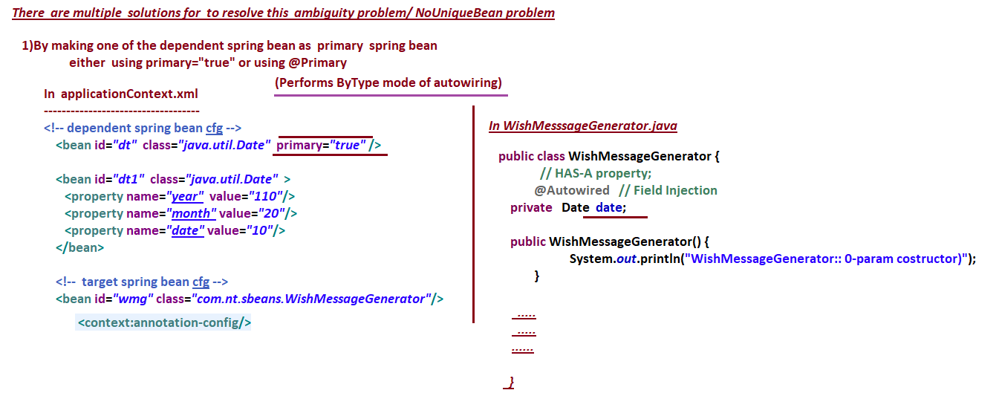 There are multiple solutions for to resolve this ambiguity problem/ NoUniqueBean problem
1)By making one of the dependent spring bean as primary spring bean
either using primary="true" or using @Primary
(Performs ByType mode of autowiring)
In applicationContext.xml
-----------------------------------
<!-- dependent spring bean cfg -->
<bean id="dt" class="java.util.Date" primary="true" />
<bean id="dt1" class="java.util.Date" >
<property name="year" value="110"/>
<property name="month" value="20"/>
<property name="date" value="10"/>
</bean>
<!-- target spring bean cfg -->
<bean id="wmg" class="com.nt.sbeans.WishMessageGenerator"/>
<context:annotation-config/>
In WishMesssageGenerator.java
public class WishMessageGenerator {
// HAS-A property;
@Autowired // Field Injection
private Date date;
public WishMessageGenerator() {
System.out.println("WishMessageGenerator:: 0-param costructor)");
}
.....
.....
......
}